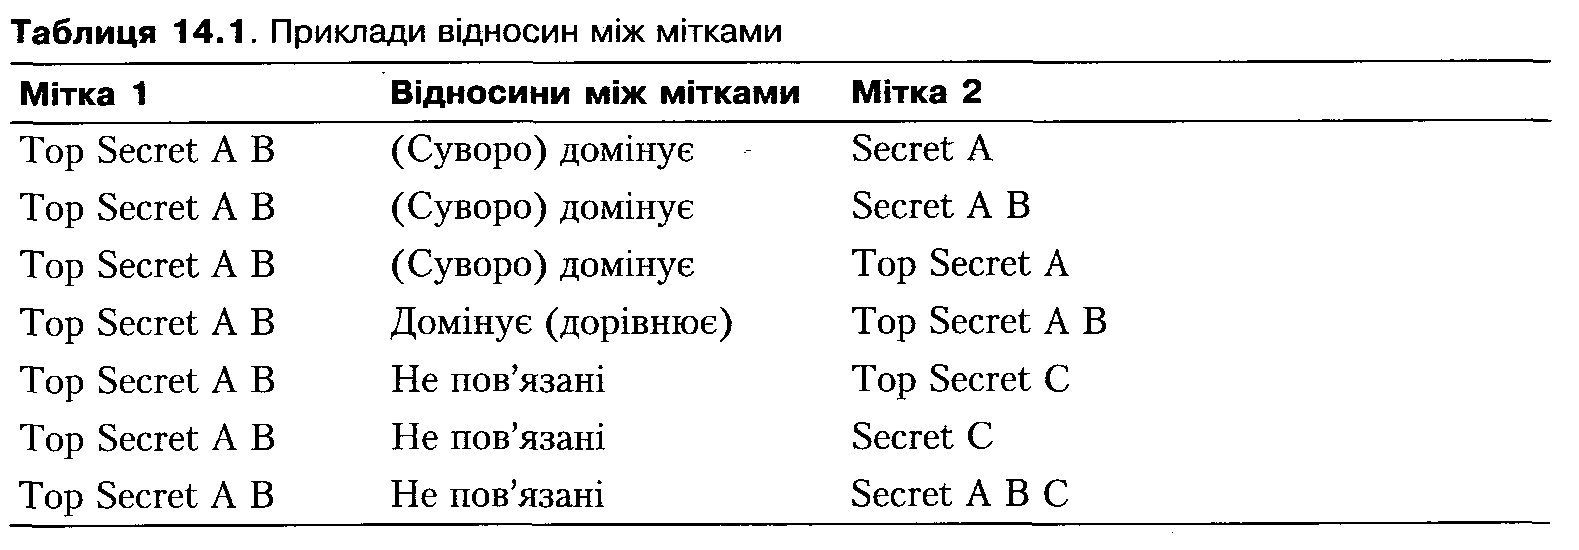 Таблиця 14.1. Приклади відносин між мітками
Мітка 1 Відносини між мітками Мітка 2
Top Secret A B (Суворо) домінує Secret A
Top Secret A B (Суворо) домінує Secret A B
Top Secret A B (Суворо) домінує Top Secret A
Top Secret A B Домінує (дорівнює) Top Secret A B
Top Secret A B Не пов’язані Top Secret C
Top Secret A B Не пов’язані Secret C
Top Secret A B Не пов’язані Secret A B C